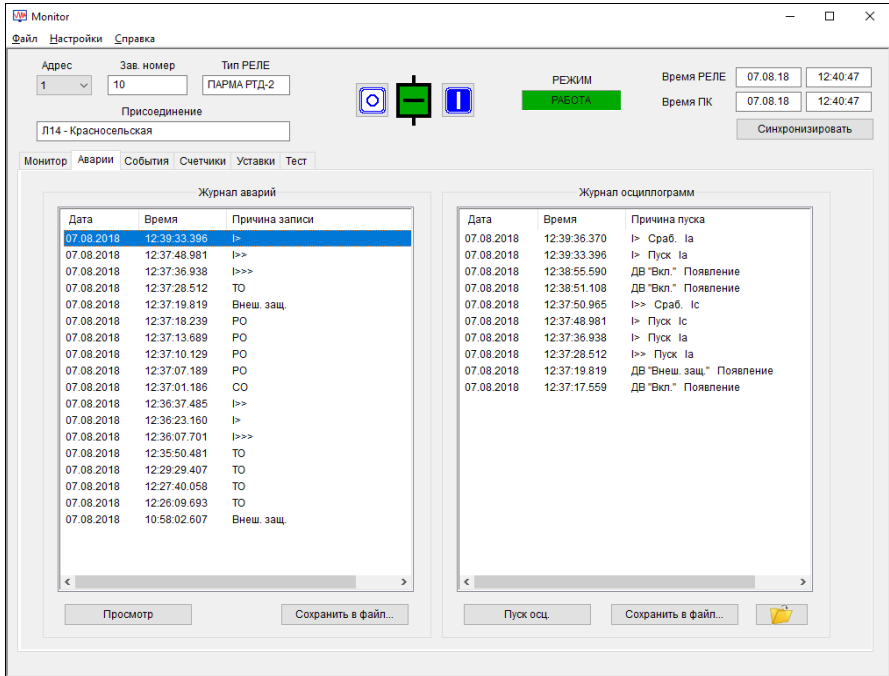 Monitor
Файл Настройки Справка
Адрес Зав. номер Тип РЕЛЕ
1 10 ПАРМА РТД-2
Присоединение
Л14 - Красносельская
РЕЖИМ
РАБОТА
Время РЕЛЕ 07.08.18 12:40:47
Время ПК 07.08.18 12:40:47
Синхронизировать
Монитор Аварии События Счетчики Уставки Тест
Журнал аварий
Дата Время Причина записи
07.08.2018 12:39:33.396 I>
07.08.2018 12:37:48.981 I>>
07.08.2018 12:37:36.938 I>>>
07.08.2018 12:37:28.512 ТО
07.08.2018 12:37:19.819 Внеш. защ.
07.08.2018 12:37:18.239 РО
07.08.2018 12:37:13.689 РО
07.08.2018 12:37:10.129 РО
07.08.2018 12:37:07.189 РО
07.08.2018 12:37:01.186 СО
07.08.2018 12:36:37.485 I>>
07.08.2018 12:36:23.160 I>
07.08.2018 12:36:07.701 I>>>
07.08.2018 12:35:50.481 ТО
07.08.2018 12:29:29.407 ТО
07.08.2018 12:27:40.058 ТО
07.08.2018 12:26:09.693 ТО
07.08.2018 10:58:02.607 Внеш. защ.
Просмотр Сохранить в файл...
Журнал осциллограмм
Дата Время Причина пуска
07.08.2018 12:39:36.370 I> Сраб. Ia
07.08.2018 12:39:33.396 I> Пуск Ia
07.08.2018 12:38:55.590 ДВ "Вкл." Появление
07.08.2018 12:38:51.108 ДВ "Вкл." Появление
07.08.2018 12:37:50.965 I>> Сраб. Ic
07.08.2018 12:37:48.981 I> Пуск Ic
07.08.2018 12:37:36.938 I> Пуск Ia
07.08.2018 12:37:28.512 I>> Пуск Ia
07.08.2018 12:37:19.819 ДВ "Внеш. защ." Появление
07.08.2018 12:37:17.559 ДВ "Вкл." Появление
Пуск осц. Сохранить в файл...